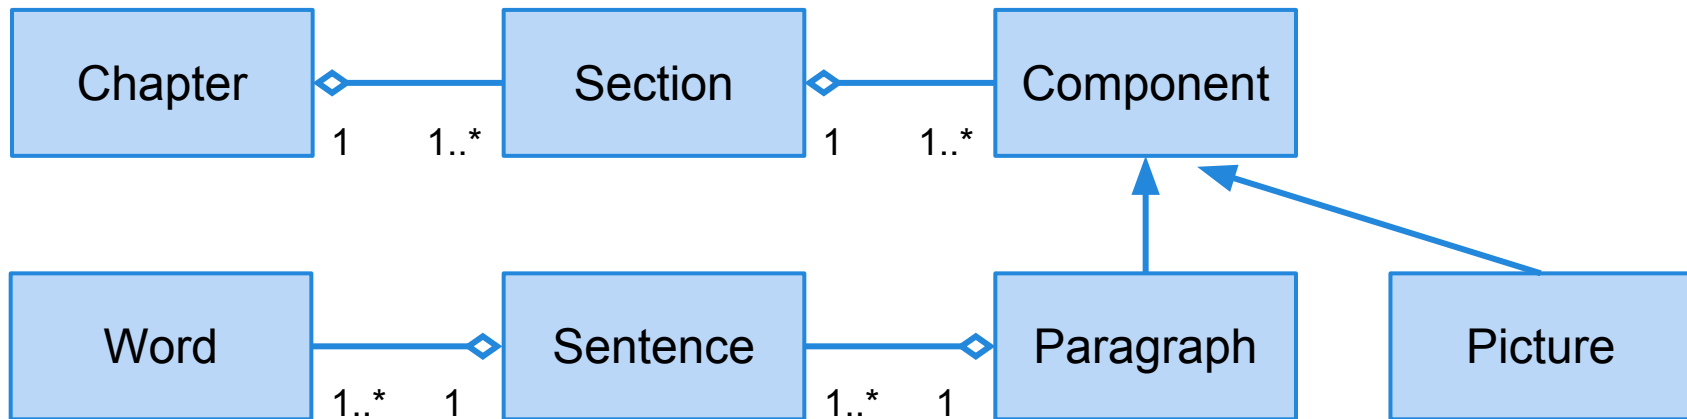 Chapter
Section
Component
1
1..*
1
1..*
Word
Sentence
Paragraph
Picture
1..*
1
1..*
1